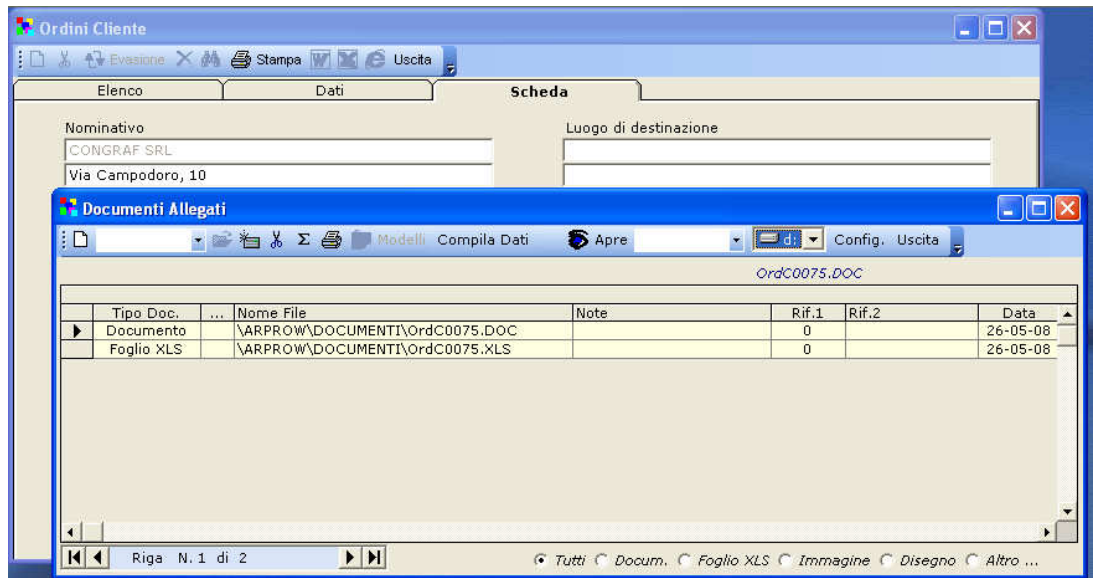 Ordini Cliente
Evasione Stampa Uscita
Elenco Dati Scheda
Nominativo Luogo di destinazione
CONGRAF SRL
Via Campodoro, 10
Documenti Allegati
Modelli Compila Dati Apre d: Config. Uscita
OrdC0075.DOC
Tipo Doc. ... Nome File Note Rif.1 Rif.2 Data
Documento \ARPROW\DOCUMENTI\OrdC0075.DOC 0 26-05-08
Foglio XLS \ARPROW\DOCUMENTI\OrdC0075.XLS 0 26-05-08
Riga N. 1 di 2 Tutti Docum. Foglio XLS Immagine Disegno Altro ...